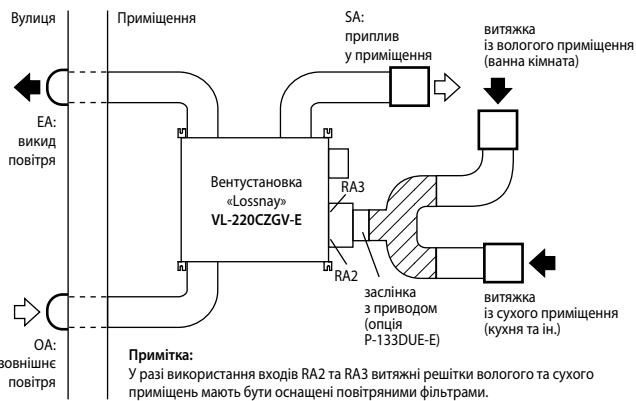 Вулиця
Приміщення
SA:
приплив
у приміщення
витяжка
із вологого приміщення
(ванна кімната)
EA:
викид
повітря
Вентустановка
«Lossnay»
VL-220CZGV-E
RA3
RA2
заслінка
з приводом
(опція
P-133DUE-E)
витяжка
із сухого приміщення
(кухня та ін.)
OA:
зовнішнє
повітря
Примітка:
У разі використання входів RA2 та RA3 витяжні решітки вологого та сухого
приміщень мають бути оснащені повітряними фільтрами.